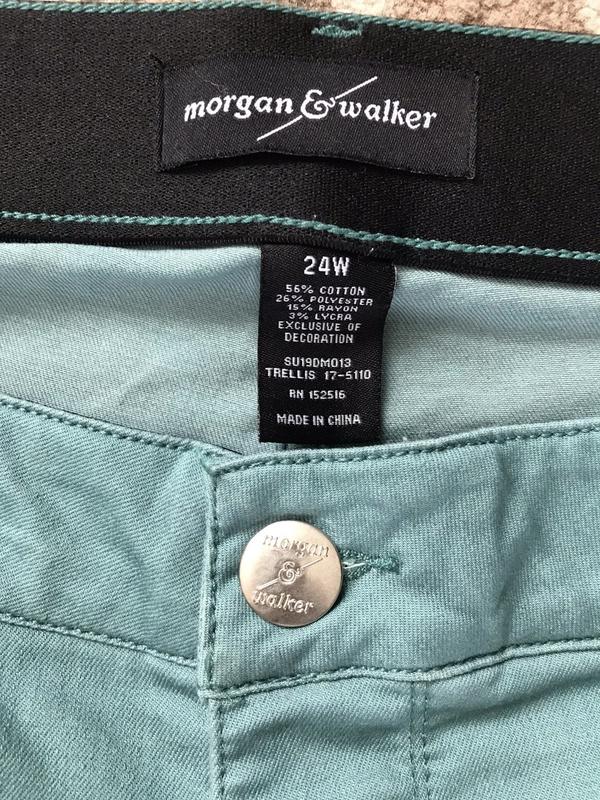 morgan & walker
24W
56% COTTON
26% POLYESTER
15% RAYON
3% LYCRA
EXCLUSIVE OF
DECORATION
SU19DM013
TRELLIS 17-5110
RN 152516
MADE IN CHINA
morgan
&
walker